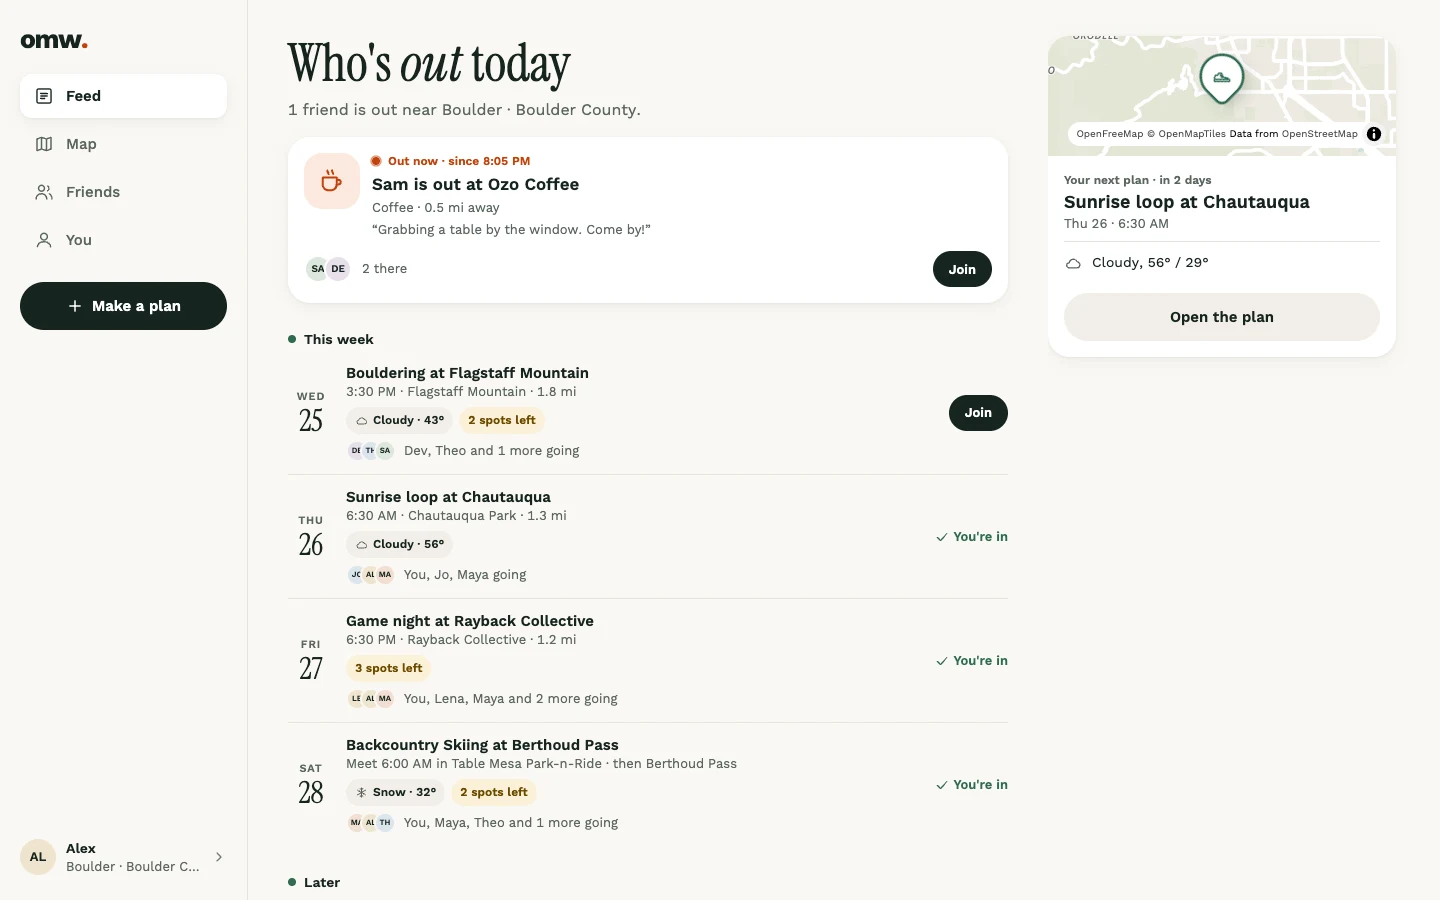 omw.
Feed
Map
Friends
You
Make a plan
AL
Alex
Boulder · Boulder C...
Who's out today
1 friend is out near Boulder · Boulder County.
Out now · since 8:05 PM
Sam is out at Ozo Coffee
Coffee · 0.5 mi away
“Grabbing a table by the window. Come by!”
SA DE 2 there
Join
This week
WED
25
Bouldering at Flagstaff Mountain
3:30 PM · Flagstaff Mountain · 1.8 mi
Cloudy · 43° 2 spots left
SA Dev, Theo and 1 more going
Join
THU
26
Sunrise loop at Chautauqua
6:30 AM · Chautauqua Park · 1.3 mi
Cloudy · 56°
MA You, Jo, Maya going
You're in
FRI
27
Game night at Rayback Collective
6:30 PM · Rayback Collective · 1.2 mi
3 spots left
MA You, Lena, Maya and 2 more going
You're in
SAT
28
Backcountry Skiing at Berthoud Pass
Meet 6:00 AM in Table Mesa Park-n-Ride · then Berthoud Pass
Snow · 32° 2 spots left
TH You, Maya, Theo and 1 more going
You're in
Later
OpenFreeMap © OpenMapTiles Data from OpenStreetMap
Your next plan · in 2 days
Sunrise loop at Chautauqua
Thu 26 · 6:30 AM
Cloudy, 56° / 29°
Open the plan